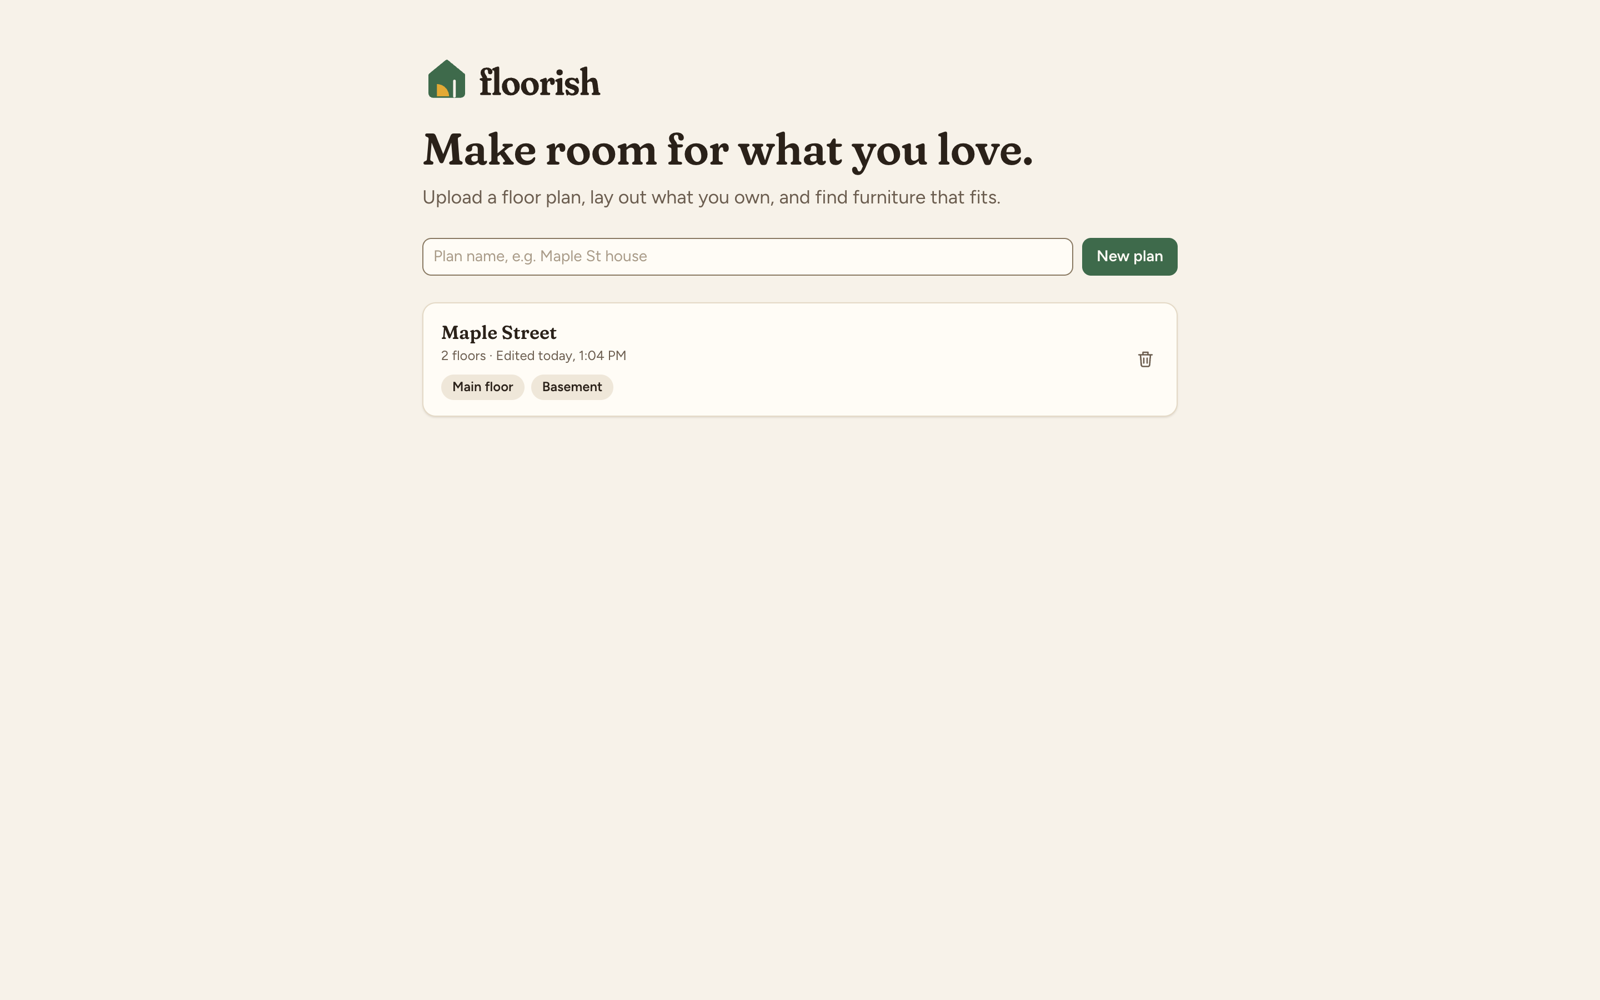 floorish
Make room for what you love.
Upload a floor plan, lay out what you own, and find furniture that fits.
Plan name, e.g. Maple St house
New plan
Maple Street
2 floors · Edited today, 1:04 PM
Main floor
Basement